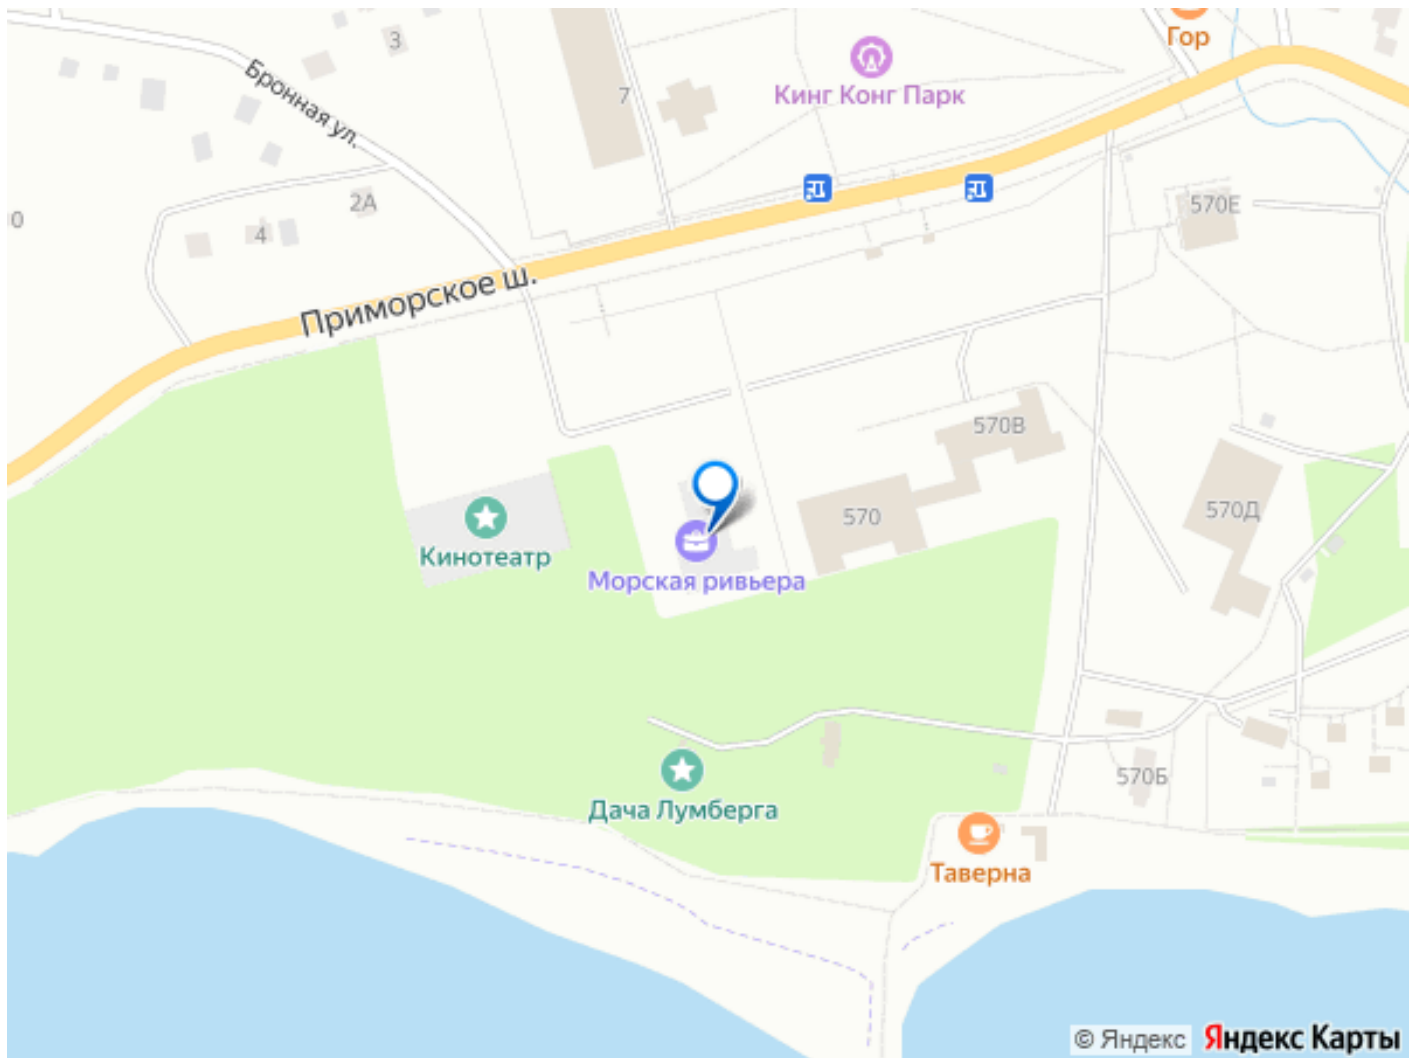 Гор
3
Кинг Конг Парк
Бронная ул.
7
2А
570Е
4
0
Приморское ш.
570В
570
570Д
Кинотеатр
Морская ривьера
570Б
Дача Лумберга
Таверна
© Яндекс Яндекс Карты